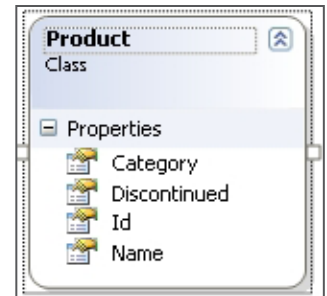 Product
Class
Properties
Category
Discontinued
Id
Name